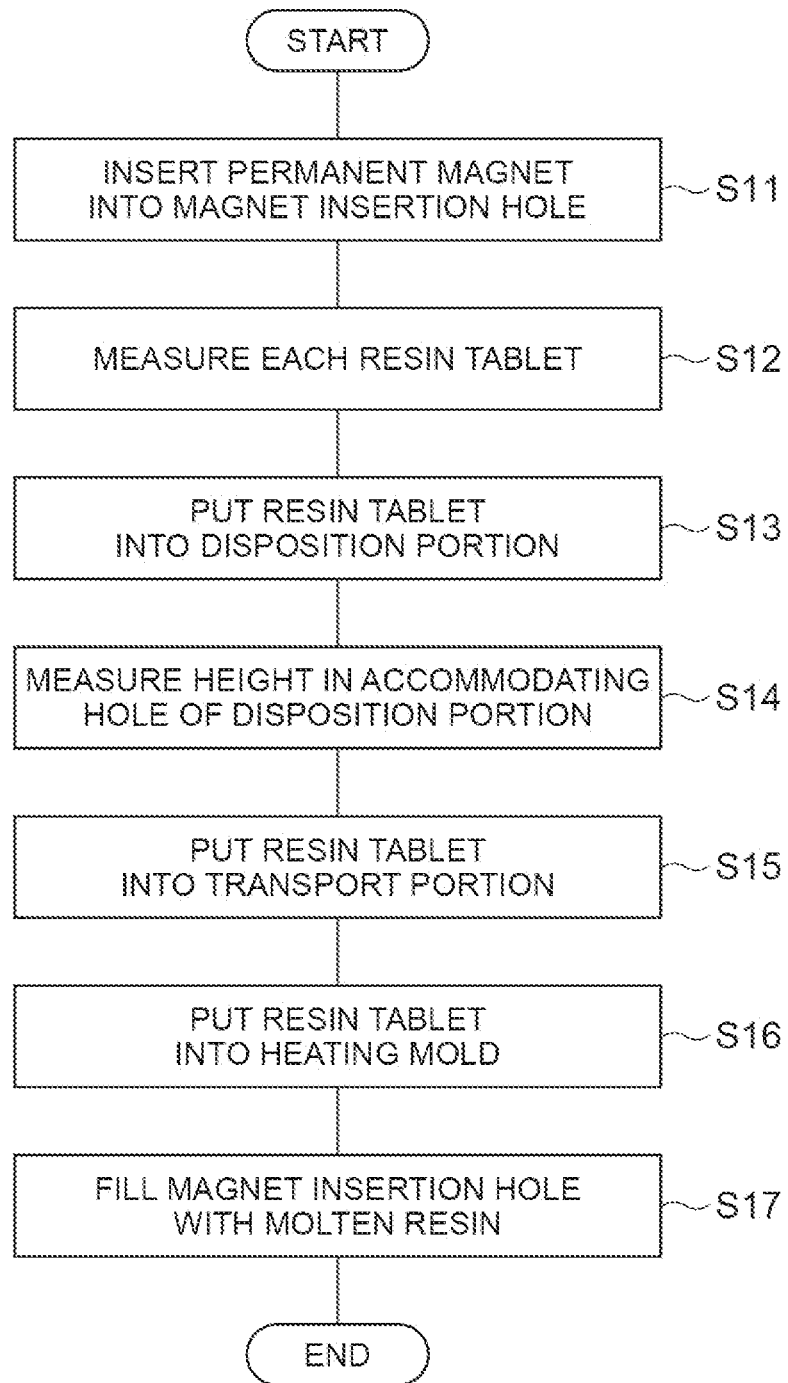 START
INSERT PERMANENT MAGNET
INTO MAGNET INSERTION HOLE
S11
MEASURE EACH RESIN TABLET
S12
PUT RESIN TABLET
INTO DISPOSITION PORTION
S13
MEASURE HEIGHT IN ACCOMMODATING
HOLE OF DISPOSITION PORTION
S14
PUT RESIN TABLET
INTO TRANSPORT PORTION
S15
PUT RESIN TABLET
INTO HEATING MOLD
S16
FILL MAGNET INSERTION HOLE
WITH MOLTEN RESIN
S17
END